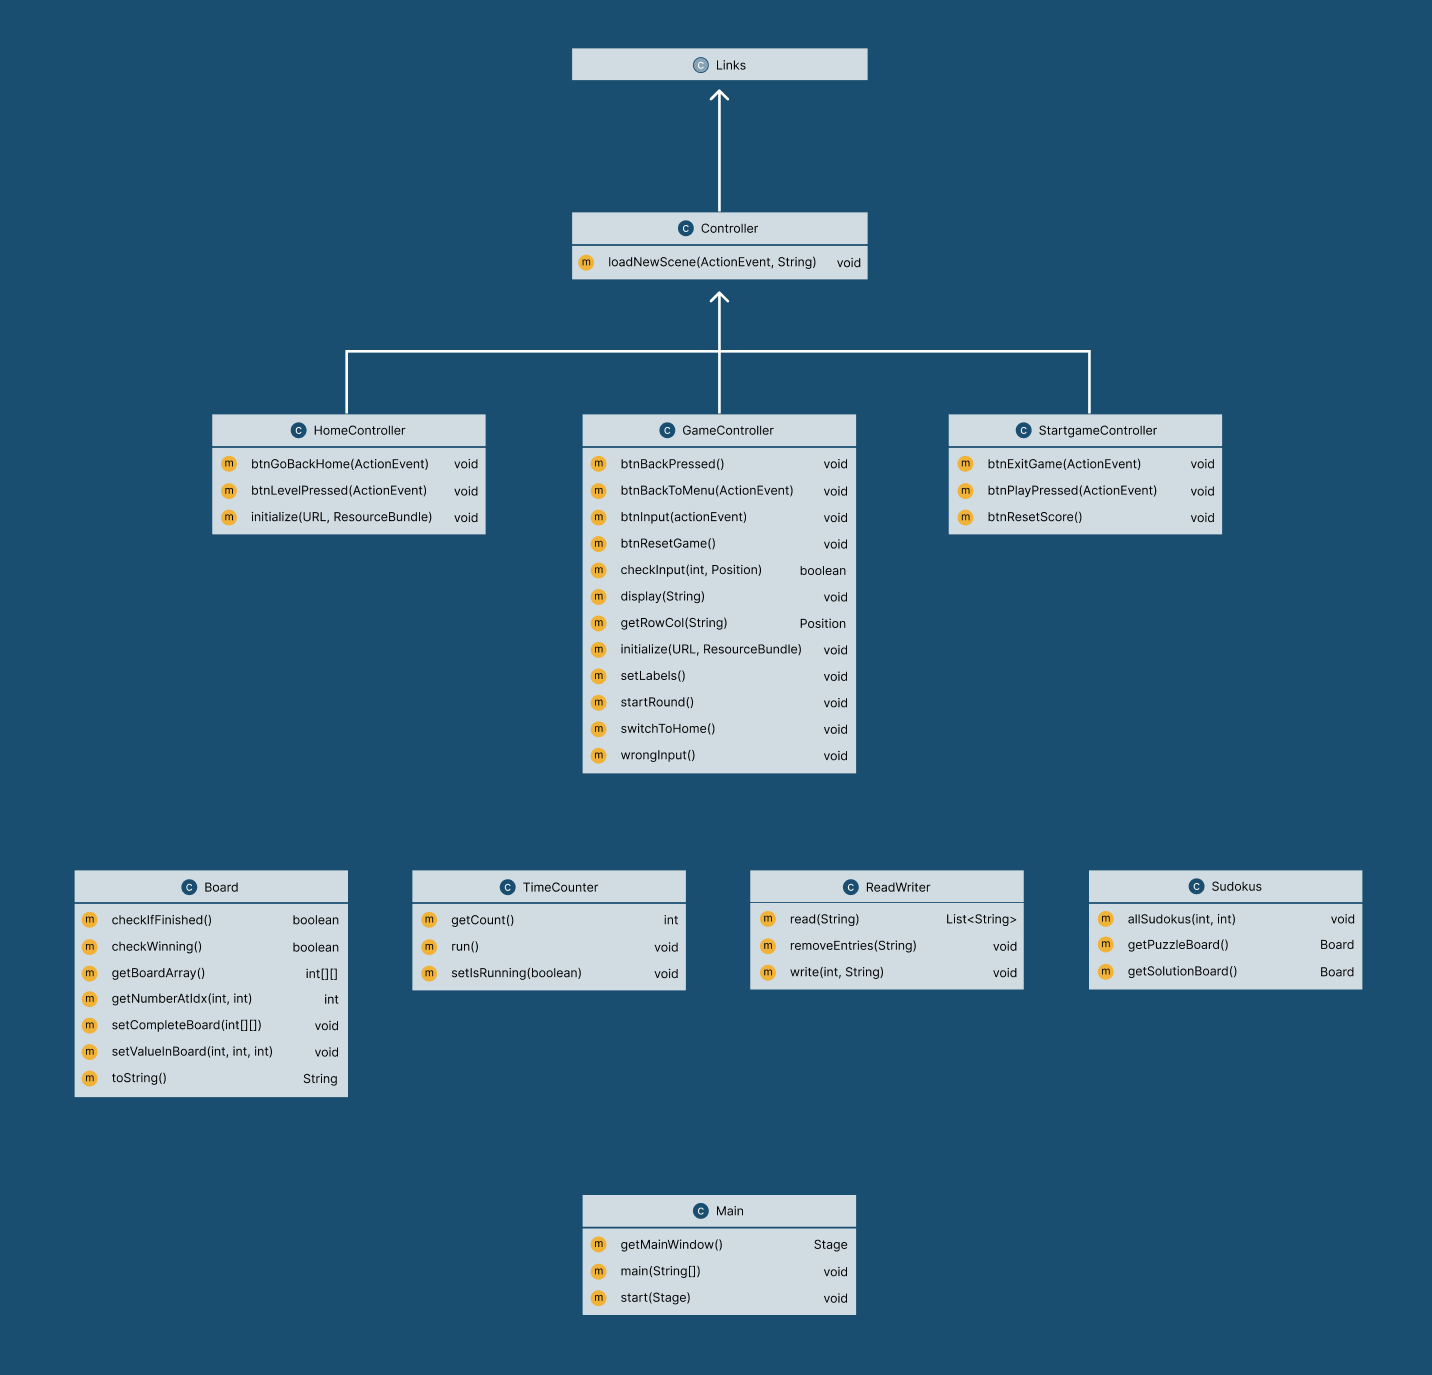 C Links
C Controller
m loadNewScene(ActionEvent, String) void
C HomeController
m btnGoBackHome(ActionEvent) void
m btnLevelPressed(ActionEvent) void
m initialize(URL, ResourceBundle) void
C GameController
m btnBackPressed() void
m btnBackToMenu(ActionEvent) void
m btnInput(actionEvent) void
m btnResetGame() void
m checkInput(int, Position) boolean
m display(String) void
m getRowCol(String) Position
m initialize(URL, ResourceBundle) void
m setLabels() void
m startRound() void
m switchToHome() void
m wrongInput() void
C StartgameController
m btnExitGame(ActionEvent) void
m btnPlayPressed(ActionEvent) void
m btnResetScore() void
C Board
m checkIfFinished() boolean
m checkWinning() boolean
m getBoardArray() int[][]
m getNumberAtIdx(int, int) int
m setCompleteBoard(int[][]) void
m setValueInBoard(int, int, int) void
m toString() String
C TimeCounter
m getCount() int
m run() void
m setIsRunning(boolean) void
C ReadWriter
m read(String) List<String>
m removeEntries(String) void
m write(int, String) void
C Sudokus
m allSudokus(int, int) void
m getPuzzleBoard() Board
m getSolutionBoard() Board
C Main
m getMainWindow() Stage
m main(String[]) void
m start(Stage) void